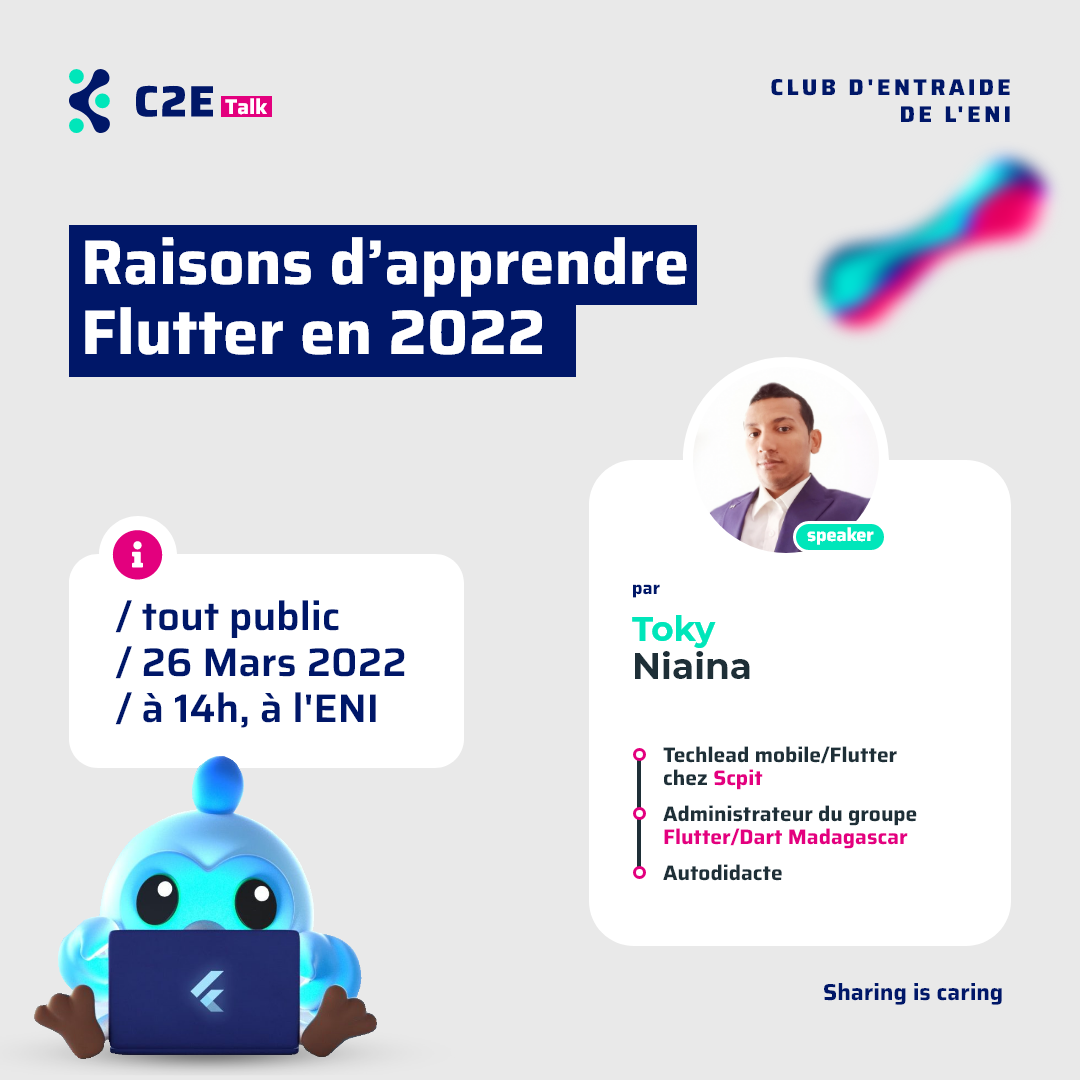 C2E Talk
CLUB D'ENTRAIDE
DE L'ENI
Raisons d’apprendre
Flutter en 2022
speaker
par
Toky
Niaina
Techlead mobile/Flutter
chez Scpit
Administrateur du groupe
Flutter/Dart Madagascar
Autodidacte
i
/ tout public
/ 26 Mars 2022
/ à 14h, à l'ENI
Sharing is caring